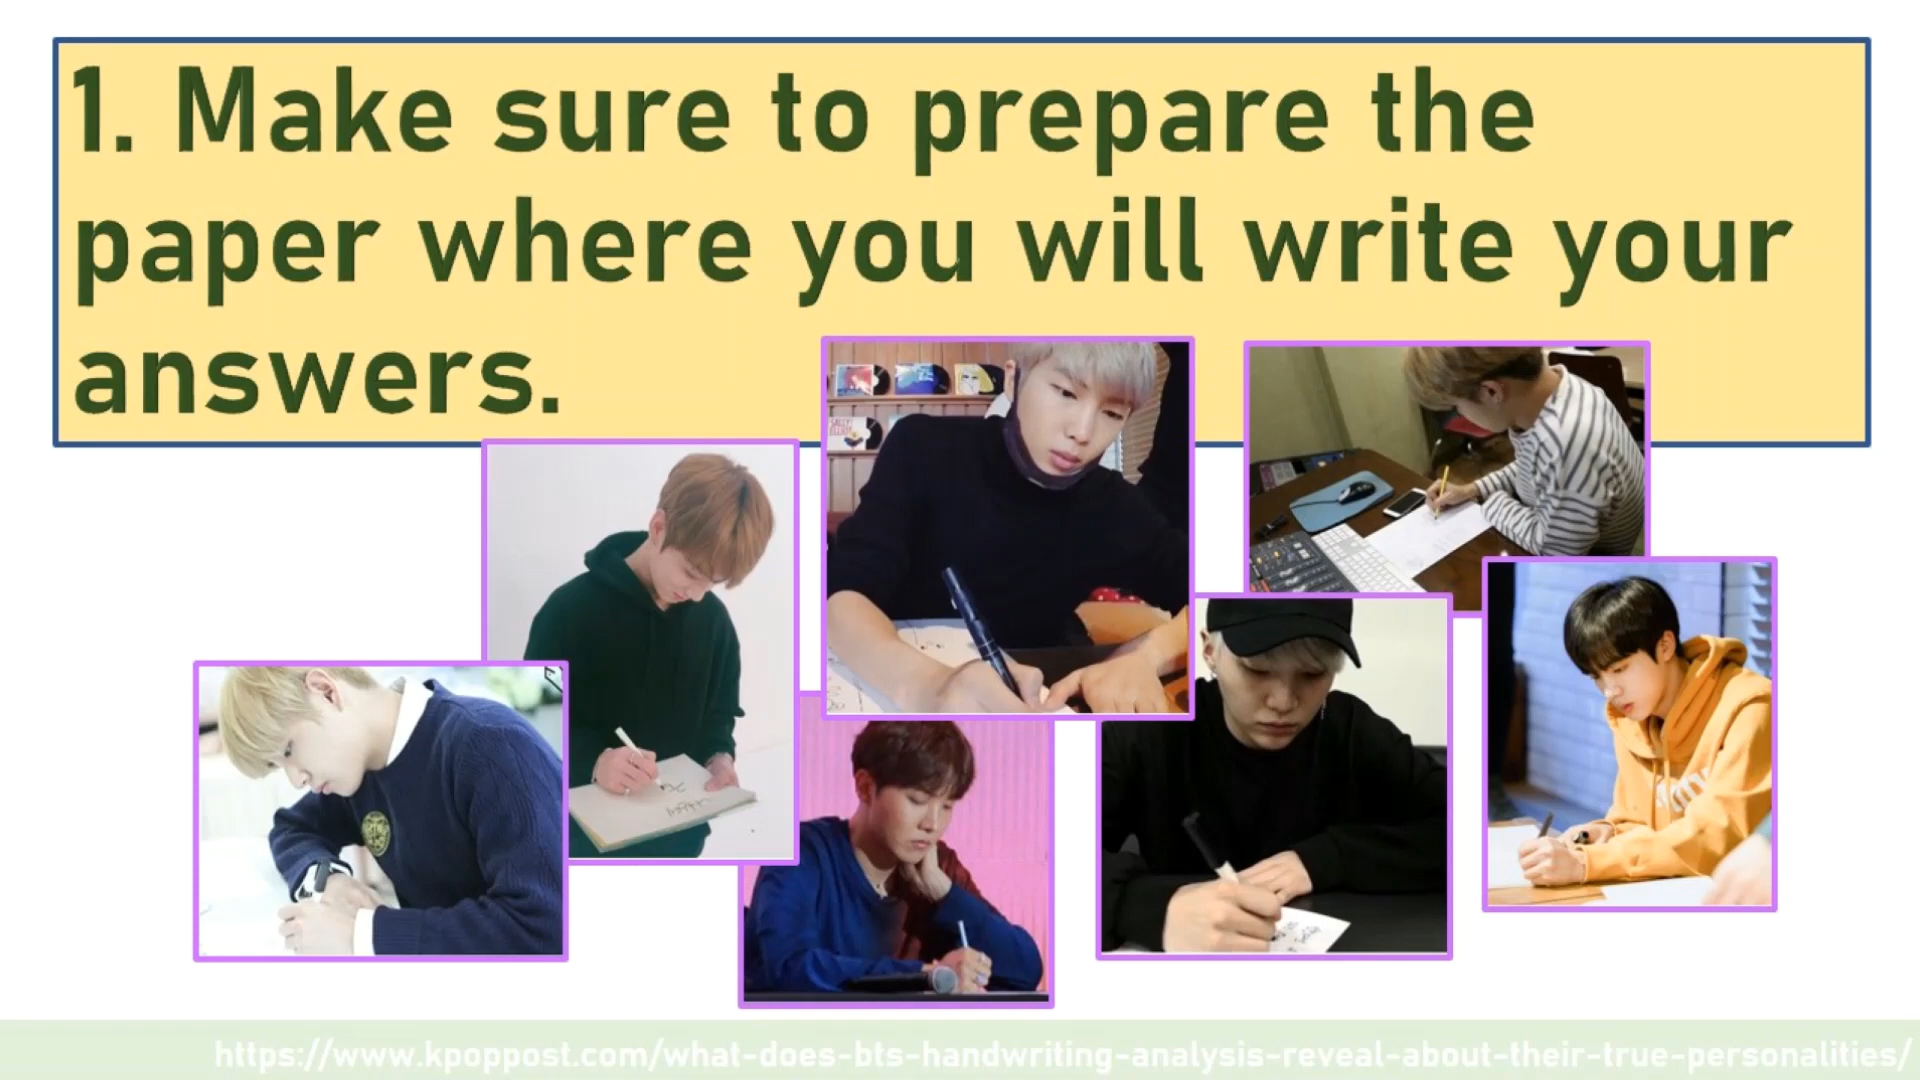 1. Make sure to prepare the
paper where you will write your
answers.
https://www.kpoppost.com/what-does-bts-handwriting-analysis-reveal-about-their-true-personalities/